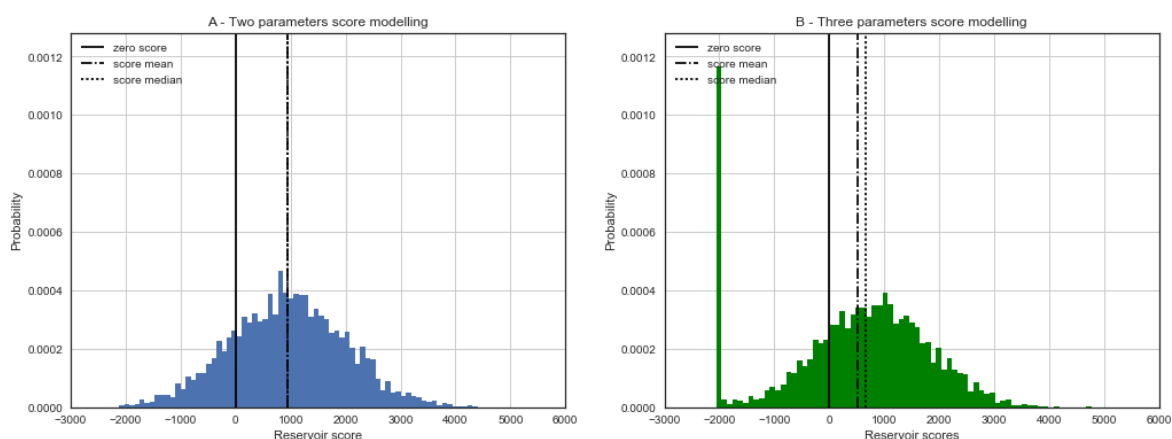 A - Two parameters score modelling
zero score
score mean
score median
0.0012
0.0010
0.0008
0.0006
0.0004
0.0002
0.0000
Probability
−3000 −2000 −1000 0 1000 2000 3000 4000 5000 6000
Reservoir score
B - Three parameters score modelling
zero score
score mean
score median
0.0012
0.0010
0.0008
0.0006
0.0004
0.0002
0.0000
Probability
−3000 −2000 −1000 0 1000 2000 3000 4000 5000 6000
Reservoir scores